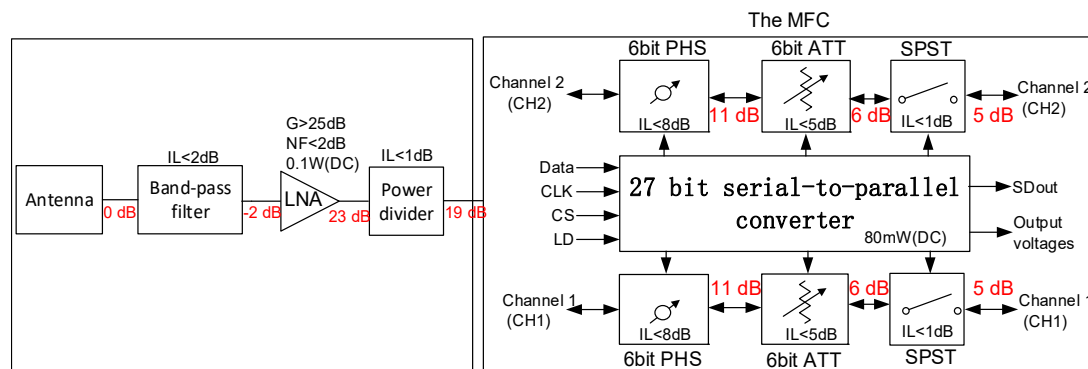 The MFC
6bit PHS
6bit ATT
SPST
Channel 2
(CH2)
IL<8dB
11 dB
IL<5dB
6 dB
IL<1dB
5 dB
Channel 2
(CH2)
G>25dB
NF<2dB
0.1W(DC)
IL<2dB
IL<1dB
Antenna
0 dB
Band-pass
filter
-2 dB
LNA
23 dB
Power
divider
19 dB
Data
CLK
CS
LD
27 bit serial-to-parallel
converter
80mW(DC)
SDout
Output
voltages
Channel 1
(CH1)
IL<8dB
11 dB
IL<5dB
6 dB
IL<1dB
5 dB
Channel 1
(CH1)
6bit PHS
6bit ATT
SPST